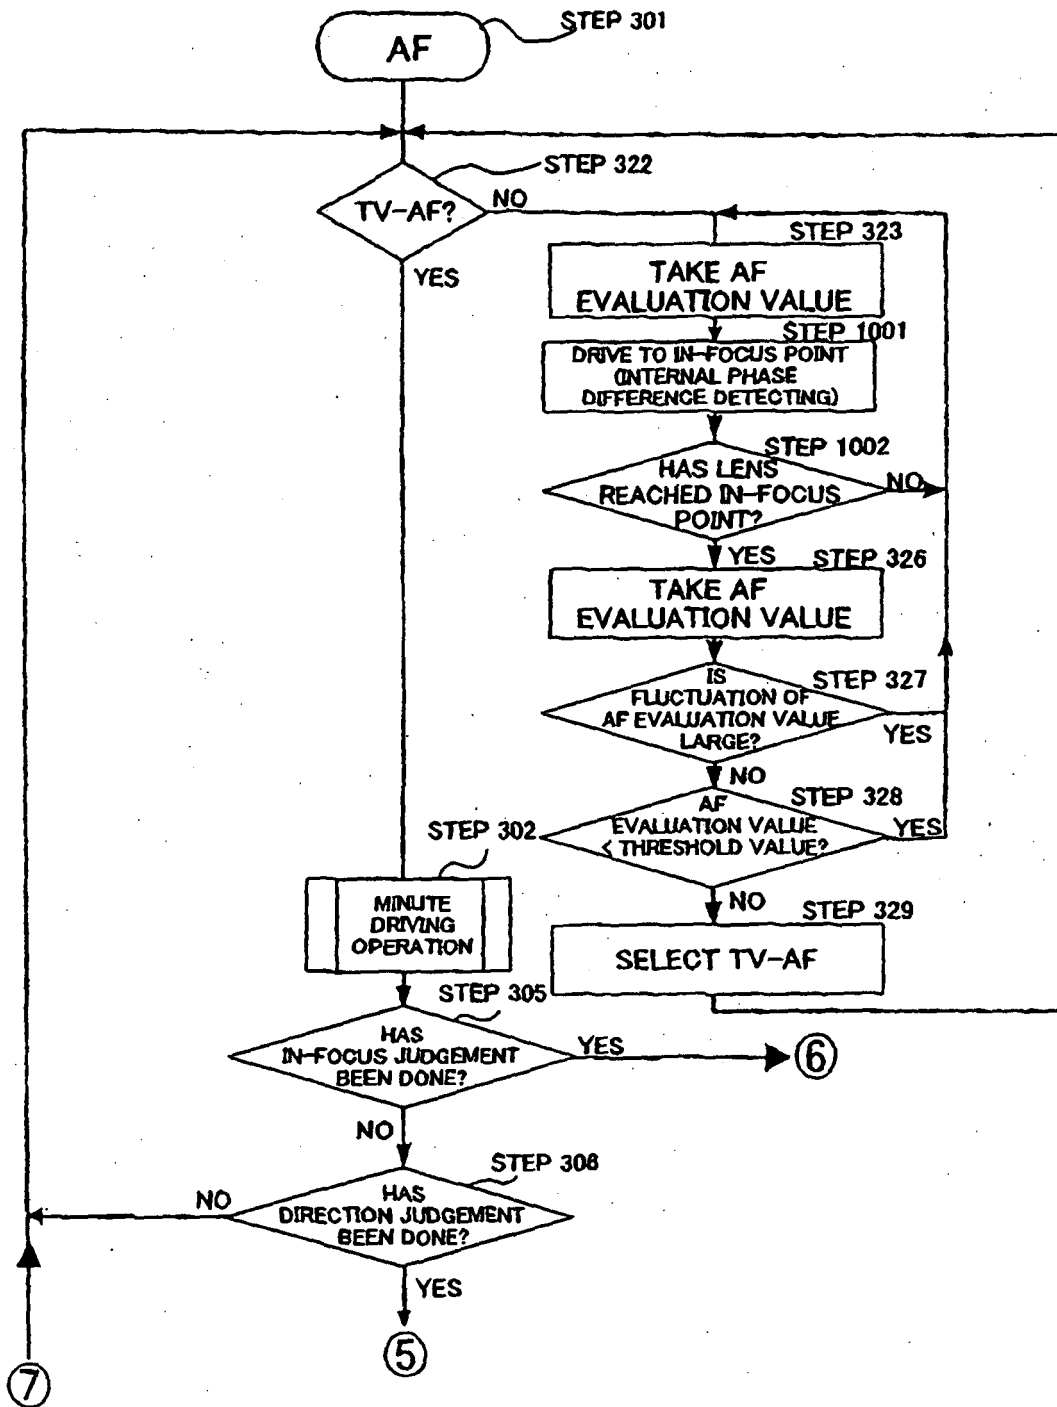 STEP 301
AF
STEP 322
TV-AF?
NO
YES
STEP 323
TAKE AF
EVALUATION VALUE
STEP 1001
DRIVE TO IN-FOCUS POINT
(INTERNAL PHASE
DIFFERENCE DETECTING)
STEP 1002
HAS LENS
REACHED IN-FOCUS
POINT?
NO
YES
STEP 326
TAKE AF
EVALUATION VALUE
IS
FLUCTUATION OF
AF EVALUATION VALUE
LARGE?
STEP 327
YES
NO
STEP 328
AF
EVALUATION VALUE
< THRESHOLD VALUE?
YES
NO
STEP 329
SELECT TV-AF
STEP 302
MINUTE
DRIVING
OPERATION
STEP 305
HAS
IN-FOCUS JUDGEMENT
BEEN DONE?
YES
⑥
NO
STEP 306
HAS
DIRECTION JUDGEMENT
BEEN DONE?
NO
YES
⑤
⑦